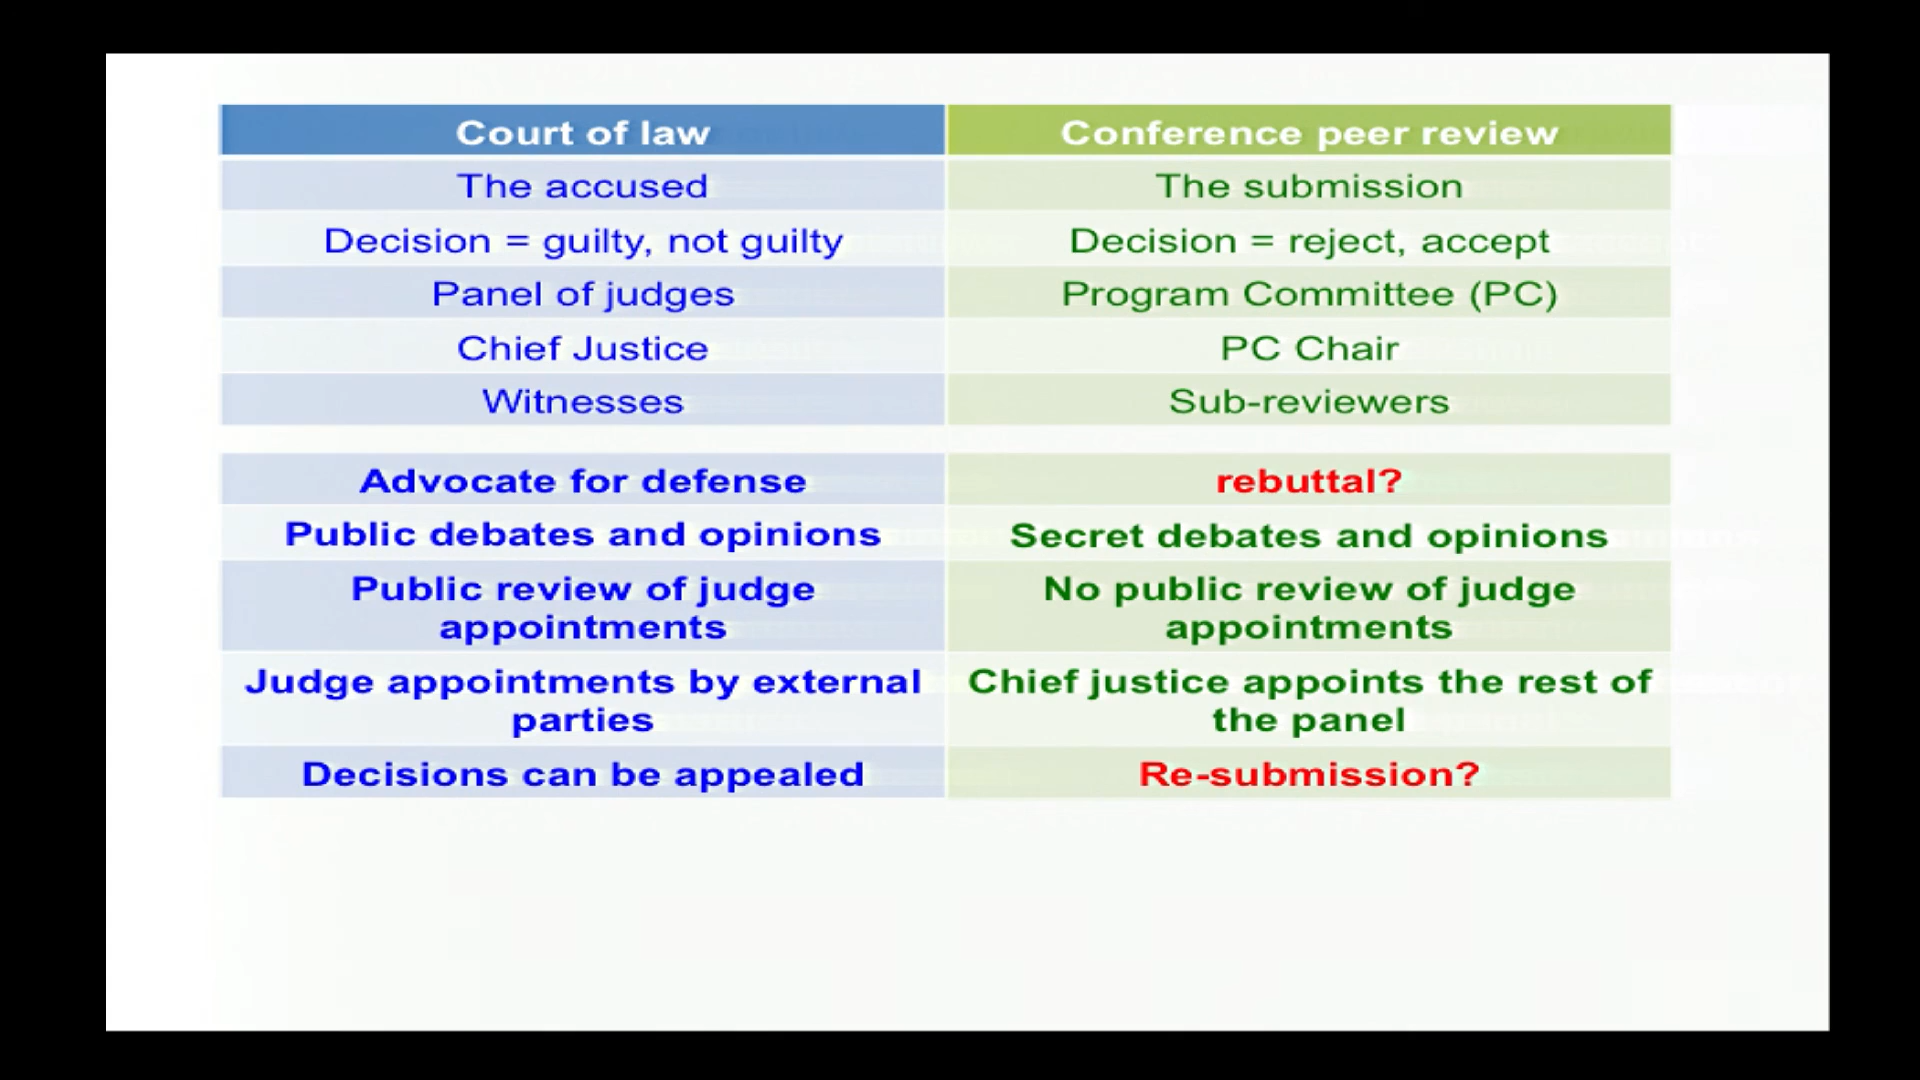 Court of law
Conference peer review
The accused
The submission
Decision = guilty, not guilty
Decision = reject, accept
Panel of judges
Program Committee (PC)
Chief Justice
PC Chair
Witnesses
Sub-reviewers
Advocate for defense
rebuttal?
Public debates and opinions
Secret debates and opinions
Public review of judge
appointments
No public review of judge
appointments
Judge appointments by external
parties
Chief justice appoints the rest of
the panel
Decisions can be appealed
Re-submission?